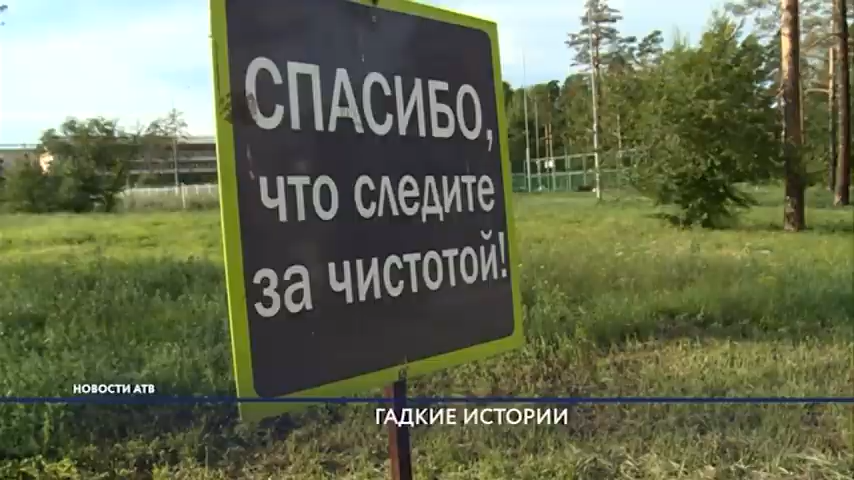 СПАСИБО,
что следите
за чистотой!
НОВОСТИ АТВ
ГАДКИЕ ИСТОРИИ